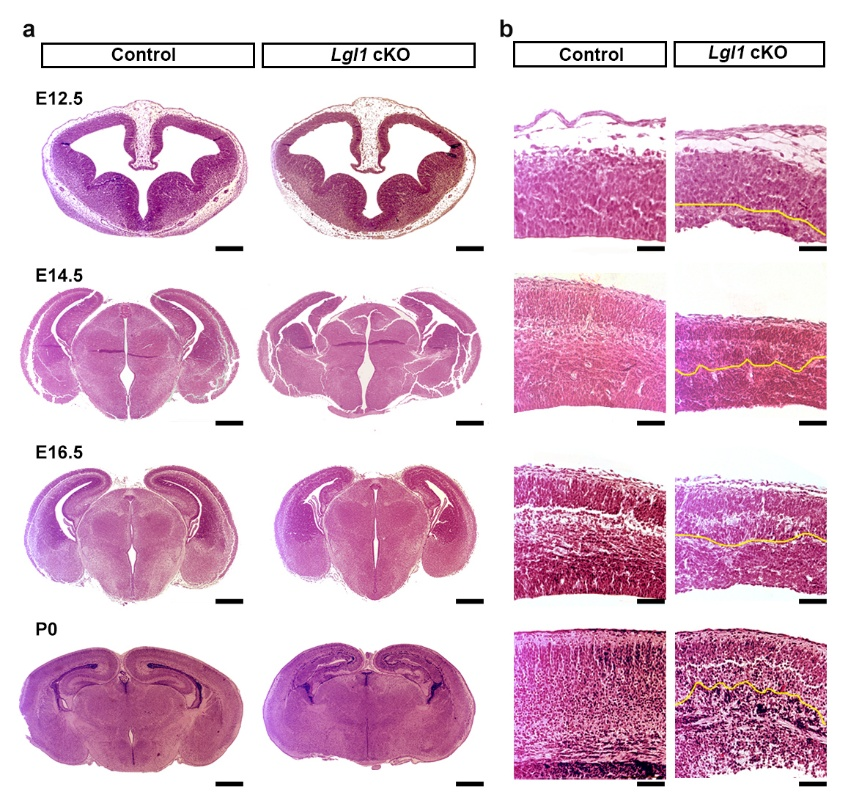 a
b
Control
Lgl1 cKO
Control
Lgl1 cKO
E12.5
E14.5
E16.5
P0